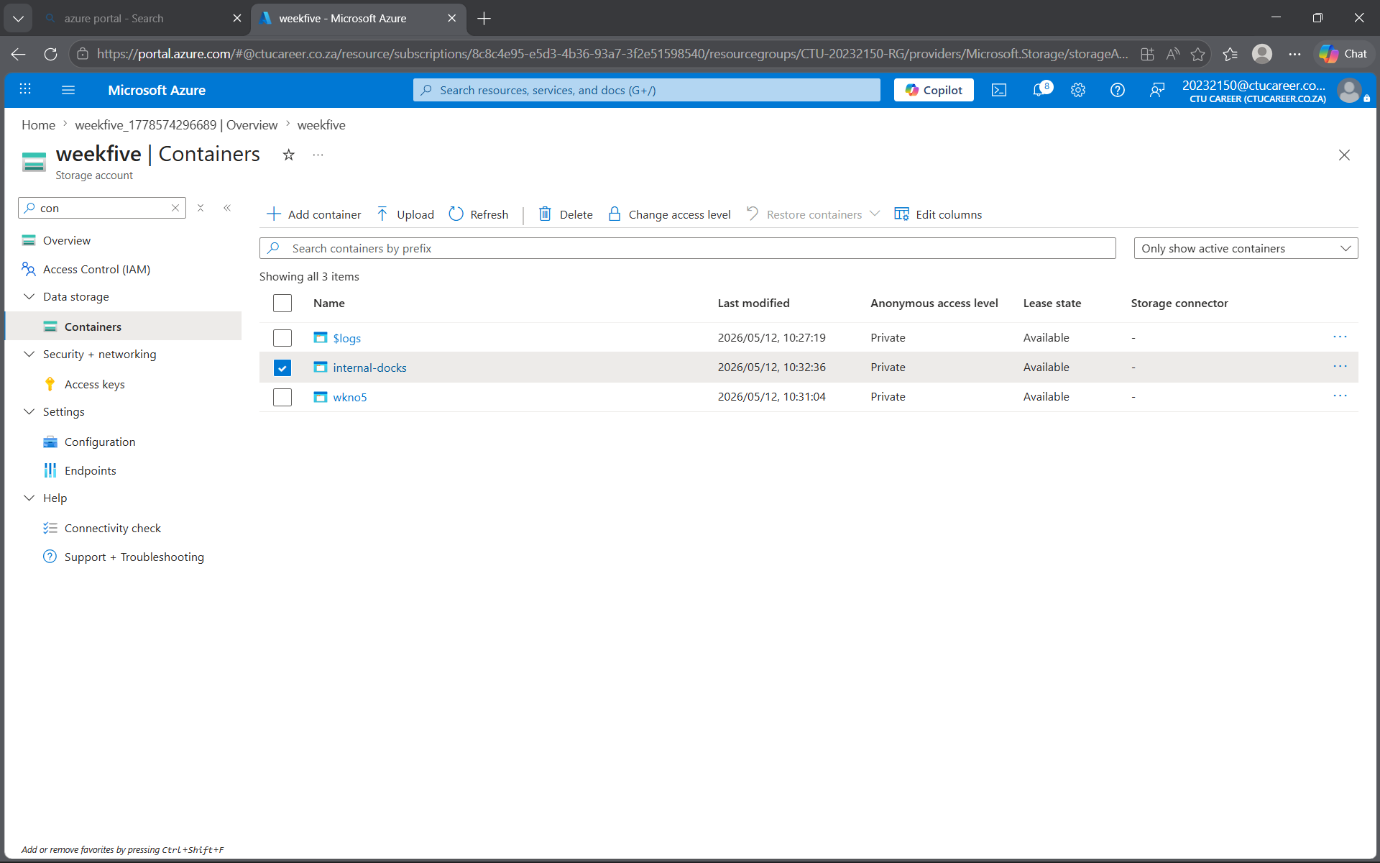 azure portal - Search
weekfive - Microsoft Azure
https://portal.azure.com/#@ctucareer.co.za/resource/subscriptions/8c8c4e95-e5d3-4b36-93a7-3f2e51598540/resourcegroups/CTU-20232150-RG/providers/Microsoft.Storage/storageA...
Chat
Microsoft Azure
Search resources, services, and docs (G+/)
Copilot
8
20232150@ctucareer.co...
CTU CAREER (CTUCAREER.CO.ZA)
Home > weekfive_1778574296689 | Overview > weekfive
weekfive | Containers
Storage account
con
Add container
Upload
Refresh
Delete
Change access level
Restore containers
Edit columns
Overview
Access Control (IAM)
Data storage
Containers
Security + networking
Access keys
Settings
Configuration
Endpoints
Help
Connectivity check
Support + Troubleshooting
Search containers by prefix
Only show active containers
Showing all 3 items
Name Last modified Anonymous access level Lease state Storage connector
$logs 2026/05/12, 10:27:19 Private Available - ...
internal-docks 2026/05/12, 10:32:36 Private Available - ...
wkno5 2026/05/12, 10:31:04 Private Available - ...
Add or remove favorites by pressing Ctrl+Shift+F